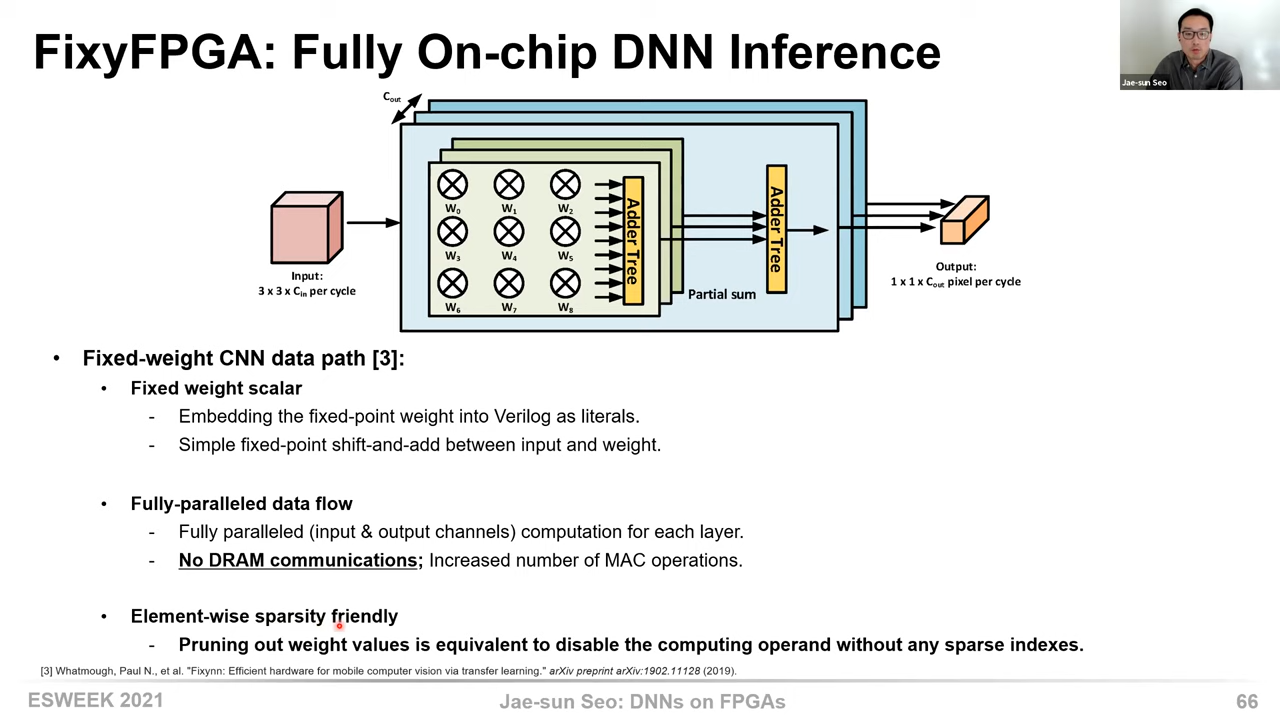 FixyFPGA: Fully On-chip DNN Inference
Jae-sun Seo
Cout
W0 W1 W2
W3 W4 W5
W6 W7 W8
Adder Tree
Adder Tree
Partial sum
Input:
3 x 3 x Cin per cycle
Output:
1 x 1 x Cout pixel per cycle
• Fixed-weight CNN data path [3]:
• Fixed weight scalar
- Embedding the fixed-point weight into Verilog as literals.
- Simple fixed-point shift-and-add between input and weight.
• Fully-paralleled data flow
- Fully paralleled (input & output channels) computation for each layer.
- No DRAM communications; Increased number of MAC operations.
• Element-wise sparsity friendly
- Pruning out weight values is equivalent to disable the computing operand without any sparse indexes.
[3] Whatmough, Paul N., et al. "Fixynn: Efficient hardware for mobile computer vision via transfer learning." arXiv preprint arXiv:1902.11128 (2019).
ESWEEK 2021
Jae-sun Seo: DNNs on FPGAs
66